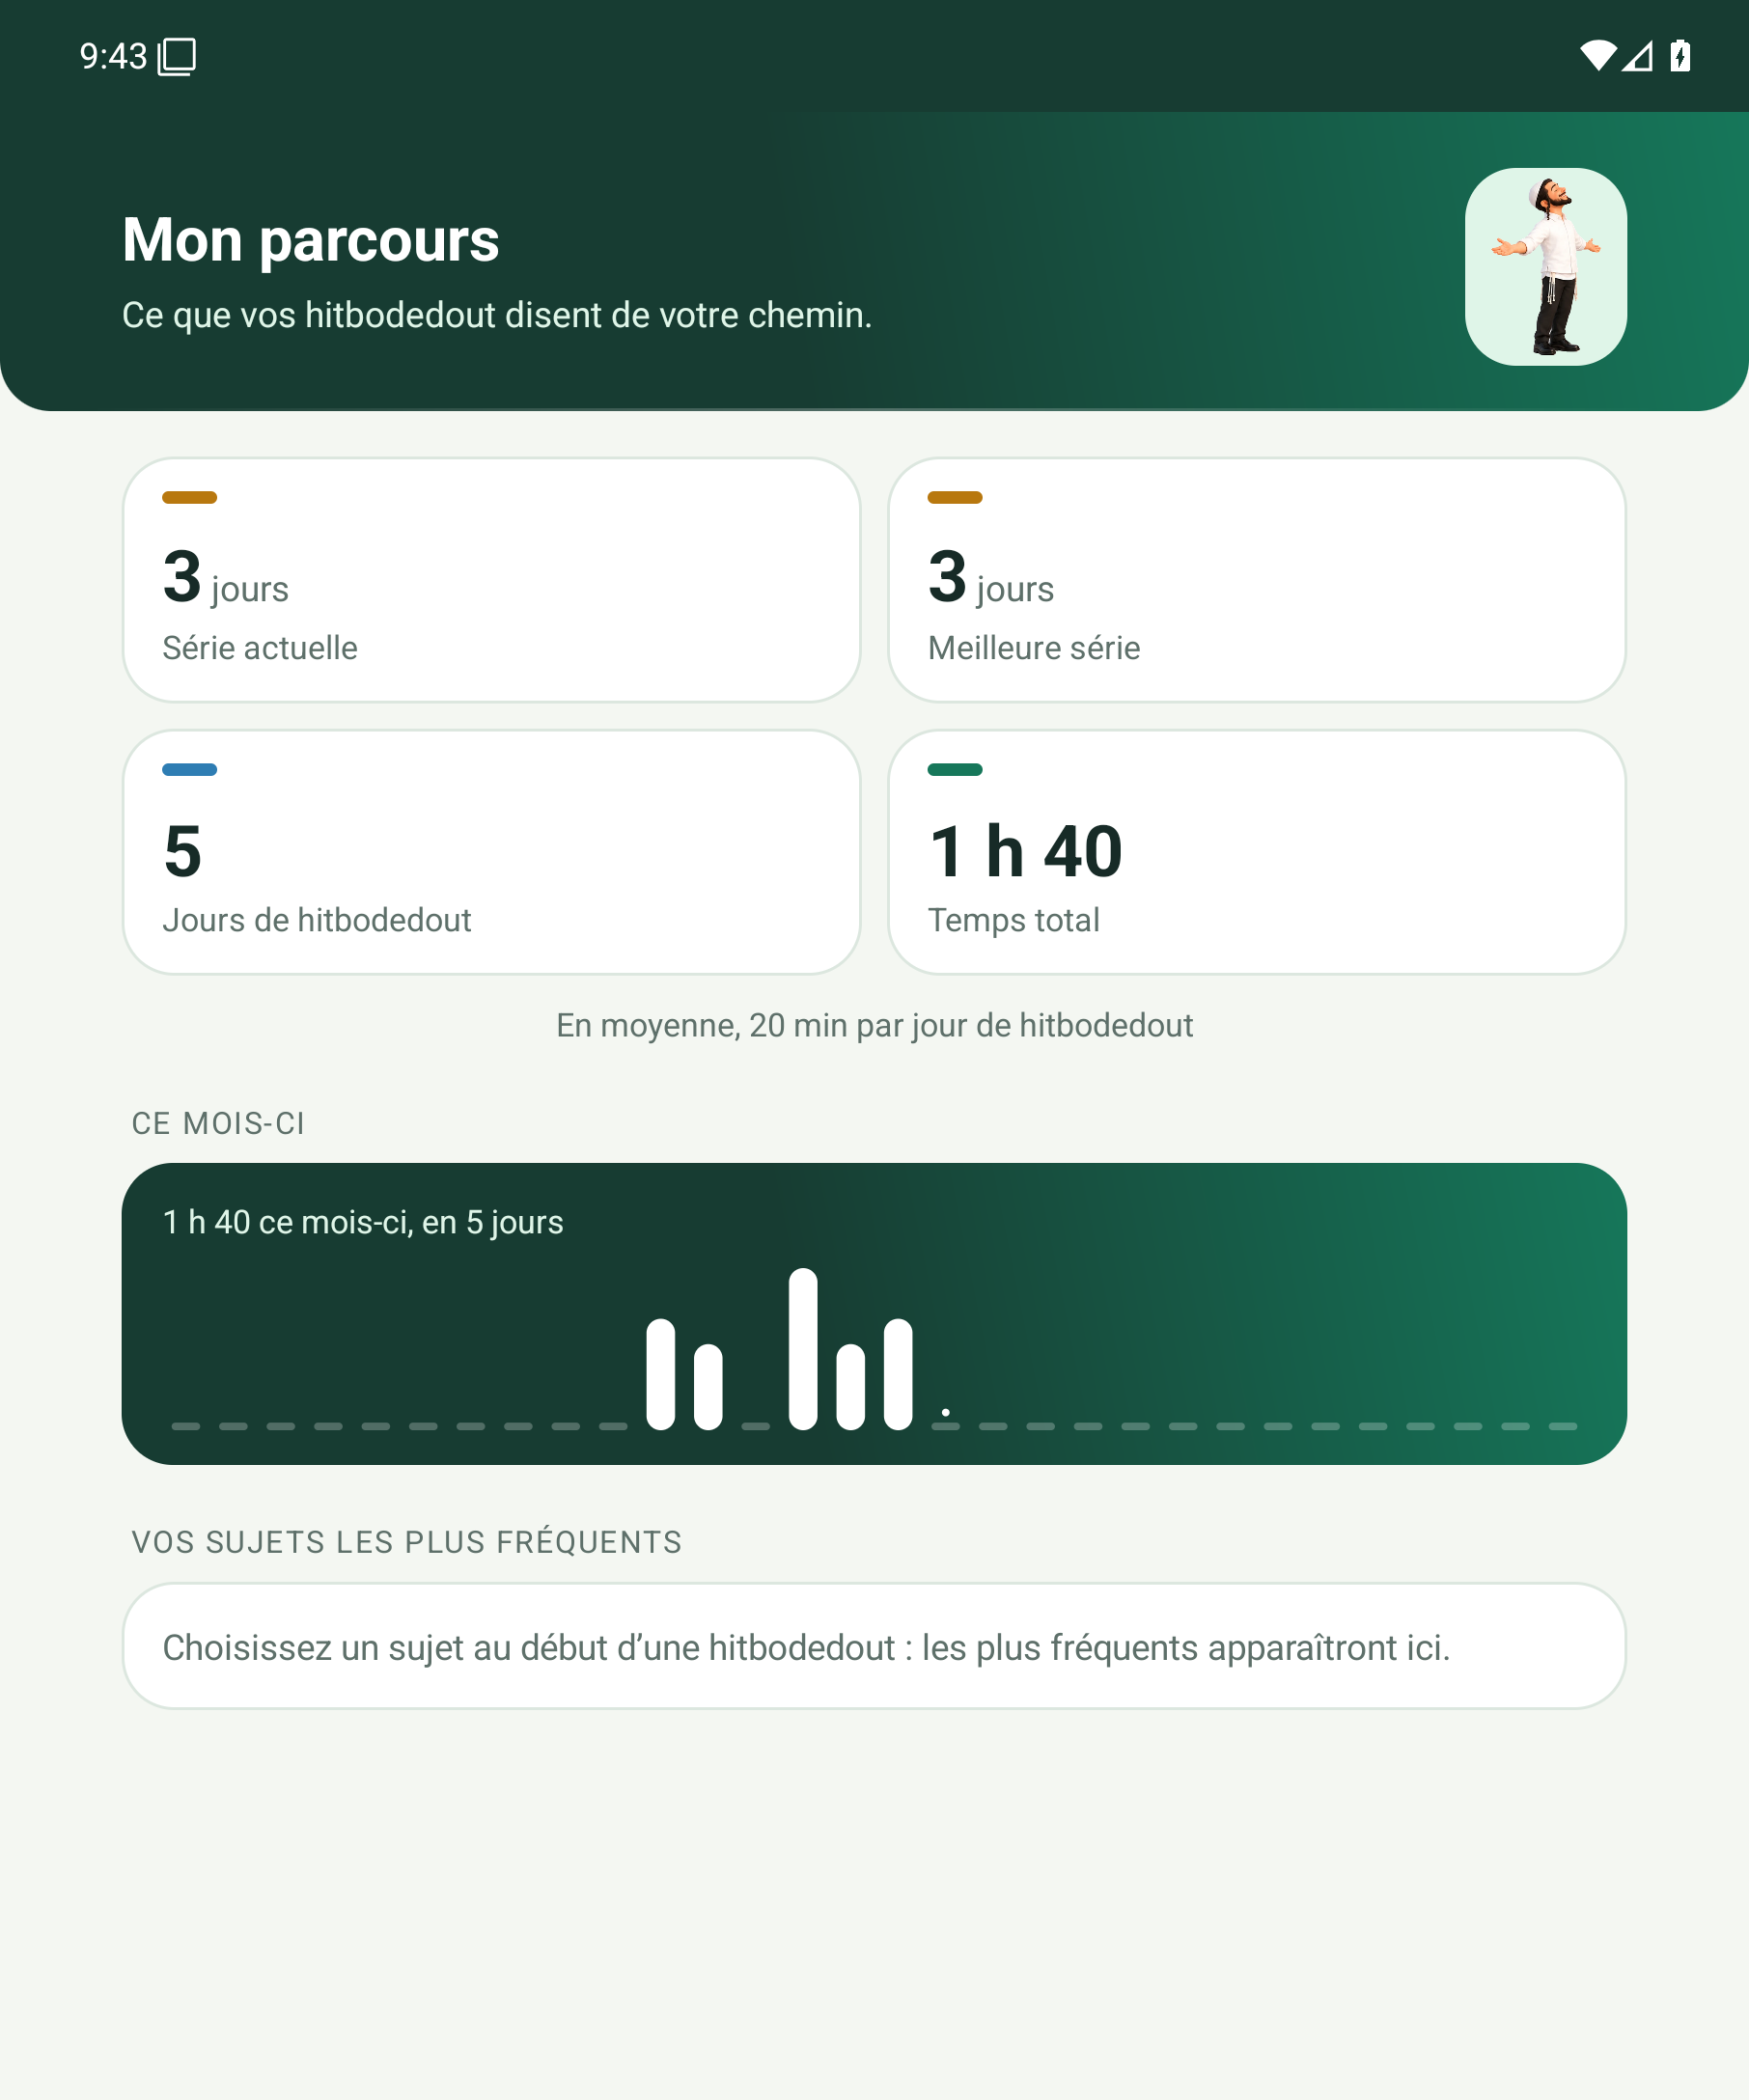 9:43
Mon parcours
Ce que vos hitbodedout disent de votre chemin.
3 jours
Série actuelle
3 jours
Meilleure série
5
Jours de hitbodedout
1 h 40
Temps total
En moyenne, 20 min par jour de hitbodedout
CE MOIS-CI
1 h 40 ce mois-ci, en 5 jours
VOS SUJETS LES PLUS FRÉQUENTS
Choisissez un sujet au début d’une hitbodedout : les plus fréquents apparaîtront ici.